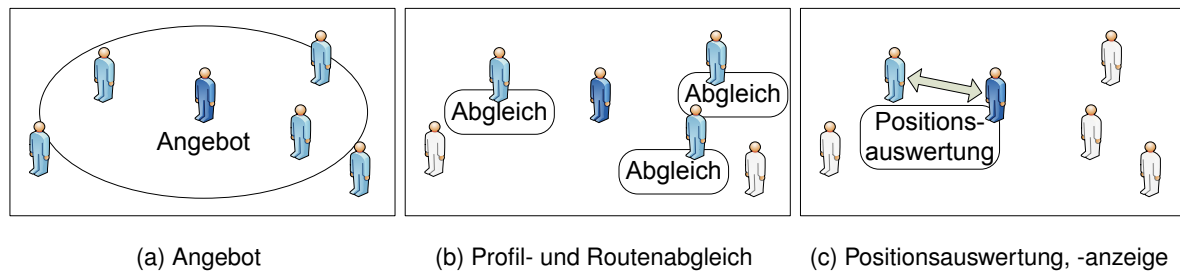 Angebot
Abgleich
Abgleich
Abgleich
Positions-
auswertung
(a) Angebot
(b) Profil- und Routenabgleich
(c) Positionsauswertung, -anzeige